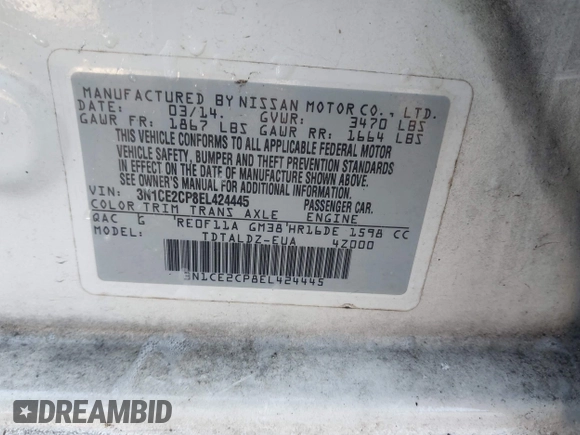 MANUFACTURED BY NISSAN MOTOR CO., LTD.
DATE: 03/14. GVWR: 3470 LBS
GAWR FR: 1867 LBS GAWR RR: 1664 LBS
THIS VEHICLE CONFORMS TO ALL APPLICABLE FEDERAL MOTOR
VEHICLE SAFETY, BUMPER AND THEFT PREVENTION STANDARDS
IN EFFECT ON THE DATE OF MANUFACTURE SHOWN ABOVE.
SEE OWNER'S MANUAL FOR ADDITIONAL INFORMATION.
VIN: 3N1CE2CP8EL424445 PASSENGER CAR.
COLOR TRIM TRANS AXLE ENGINE
QAC G RE0F11A GM38 HR16DE 1598 CC
MODEL: TDTALDZ-EUA 4Z000
3N1CE2CP8EL424445
DREAMBID